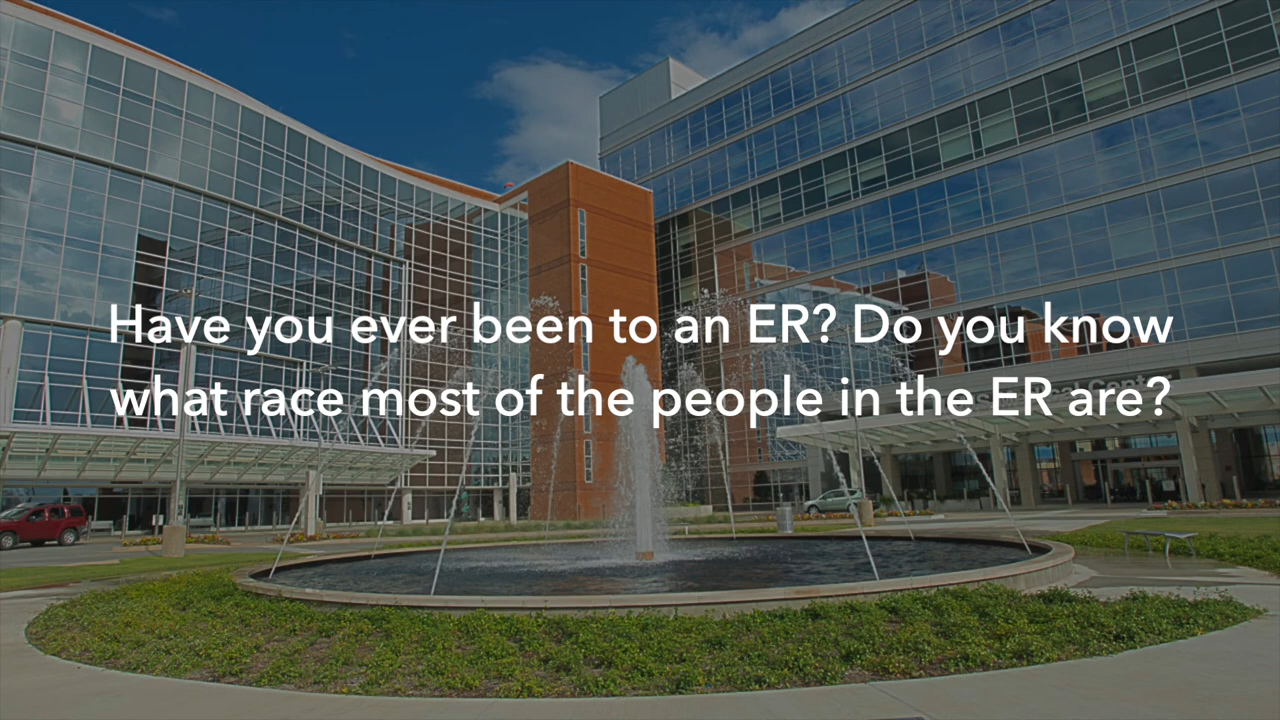 Have you ever been to an ER? Do you know
what race most of the people in the ER are?